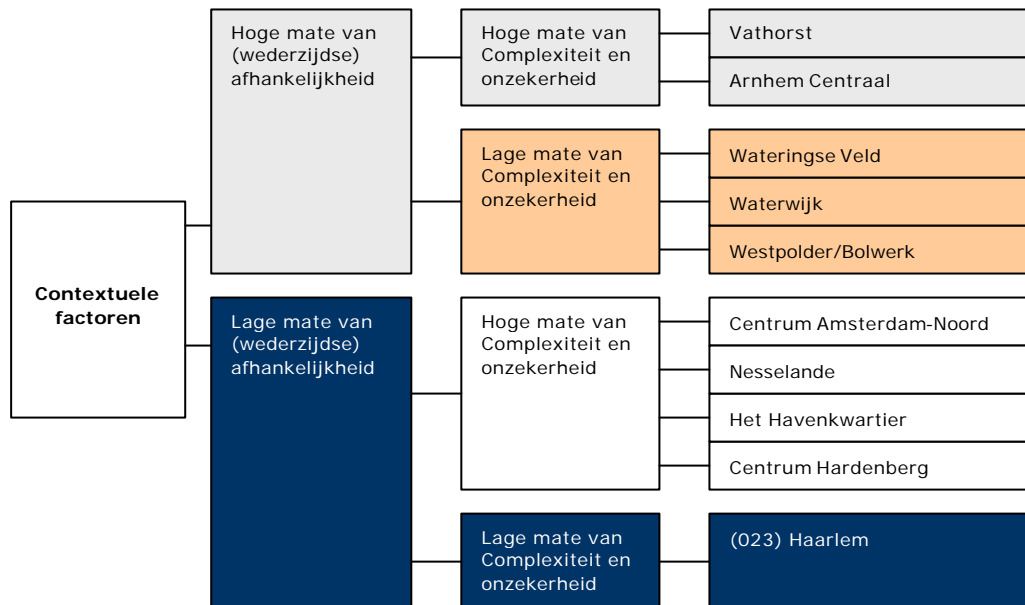 Contextuele
factoren
Hoge mate van
(wederzijdse)
afhankelijkheid
Hoge mate van
Complexiteit en
onzekerheid
Vathorst
Arnhem Centraal
Lage mate van
Complexiteit en
onzekerheid
Wateringse Veld
Waterwijk
Westpolder/Bolwerk
Lage mate van
(wederzijdse)
afhankelijkheid
Hoge mate van
Complexiteit en
onzekerheid
Centrum Amsterdam-Noord
Nesselande
Het Havenkwartier
Centrum Hardenberg
Lage mate van
Complexiteit en
onzekerheid
(023) Haarlem